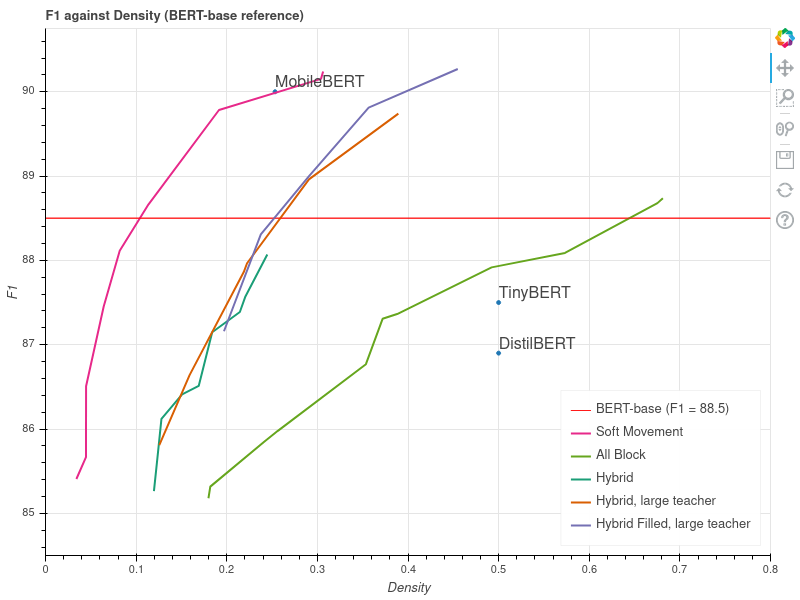 F1 against Density (BERT-base reference)
90
89
88
87
86
85
F1
MobileBERT
TinyBERT
DistilBERT
BERT-base (F1 = 88.5)
Soft Movement
All Block
Hybrid
Hybrid, large teacher
Hybrid Filled, large teacher
0 0.1 0.2 0.3 0.4 0.5 0.6 0.7 0.8
Density